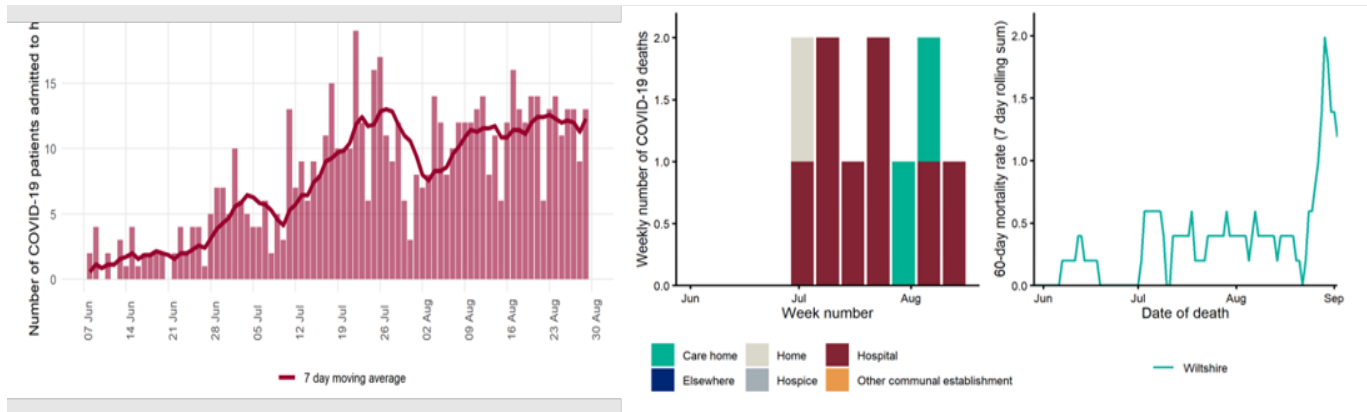 Number of COVID-19 patients admitted to h
15
10
5
0
07 Jun
14 Jun
21 Jun
28 Jun
05 Jul
12 Jul
19 Jul
26 Jul
02 Aug
09 Aug
16 Aug
23 Aug
30 Aug
7 day moving average
Weekly number of COVID-19 deaths
2.0
1.5
1.0
0.5
0.0
Jun
Jul
Aug
Week number
Care home
Home
Hospital
Elsewhere
Hospice
Other communal establishment
60-day mortality rate (7 day rolling sum)
2.0
1.5
1.0
0.5
0.0
Jun
Jul
Aug
Sep
Date of death
Wiltshire